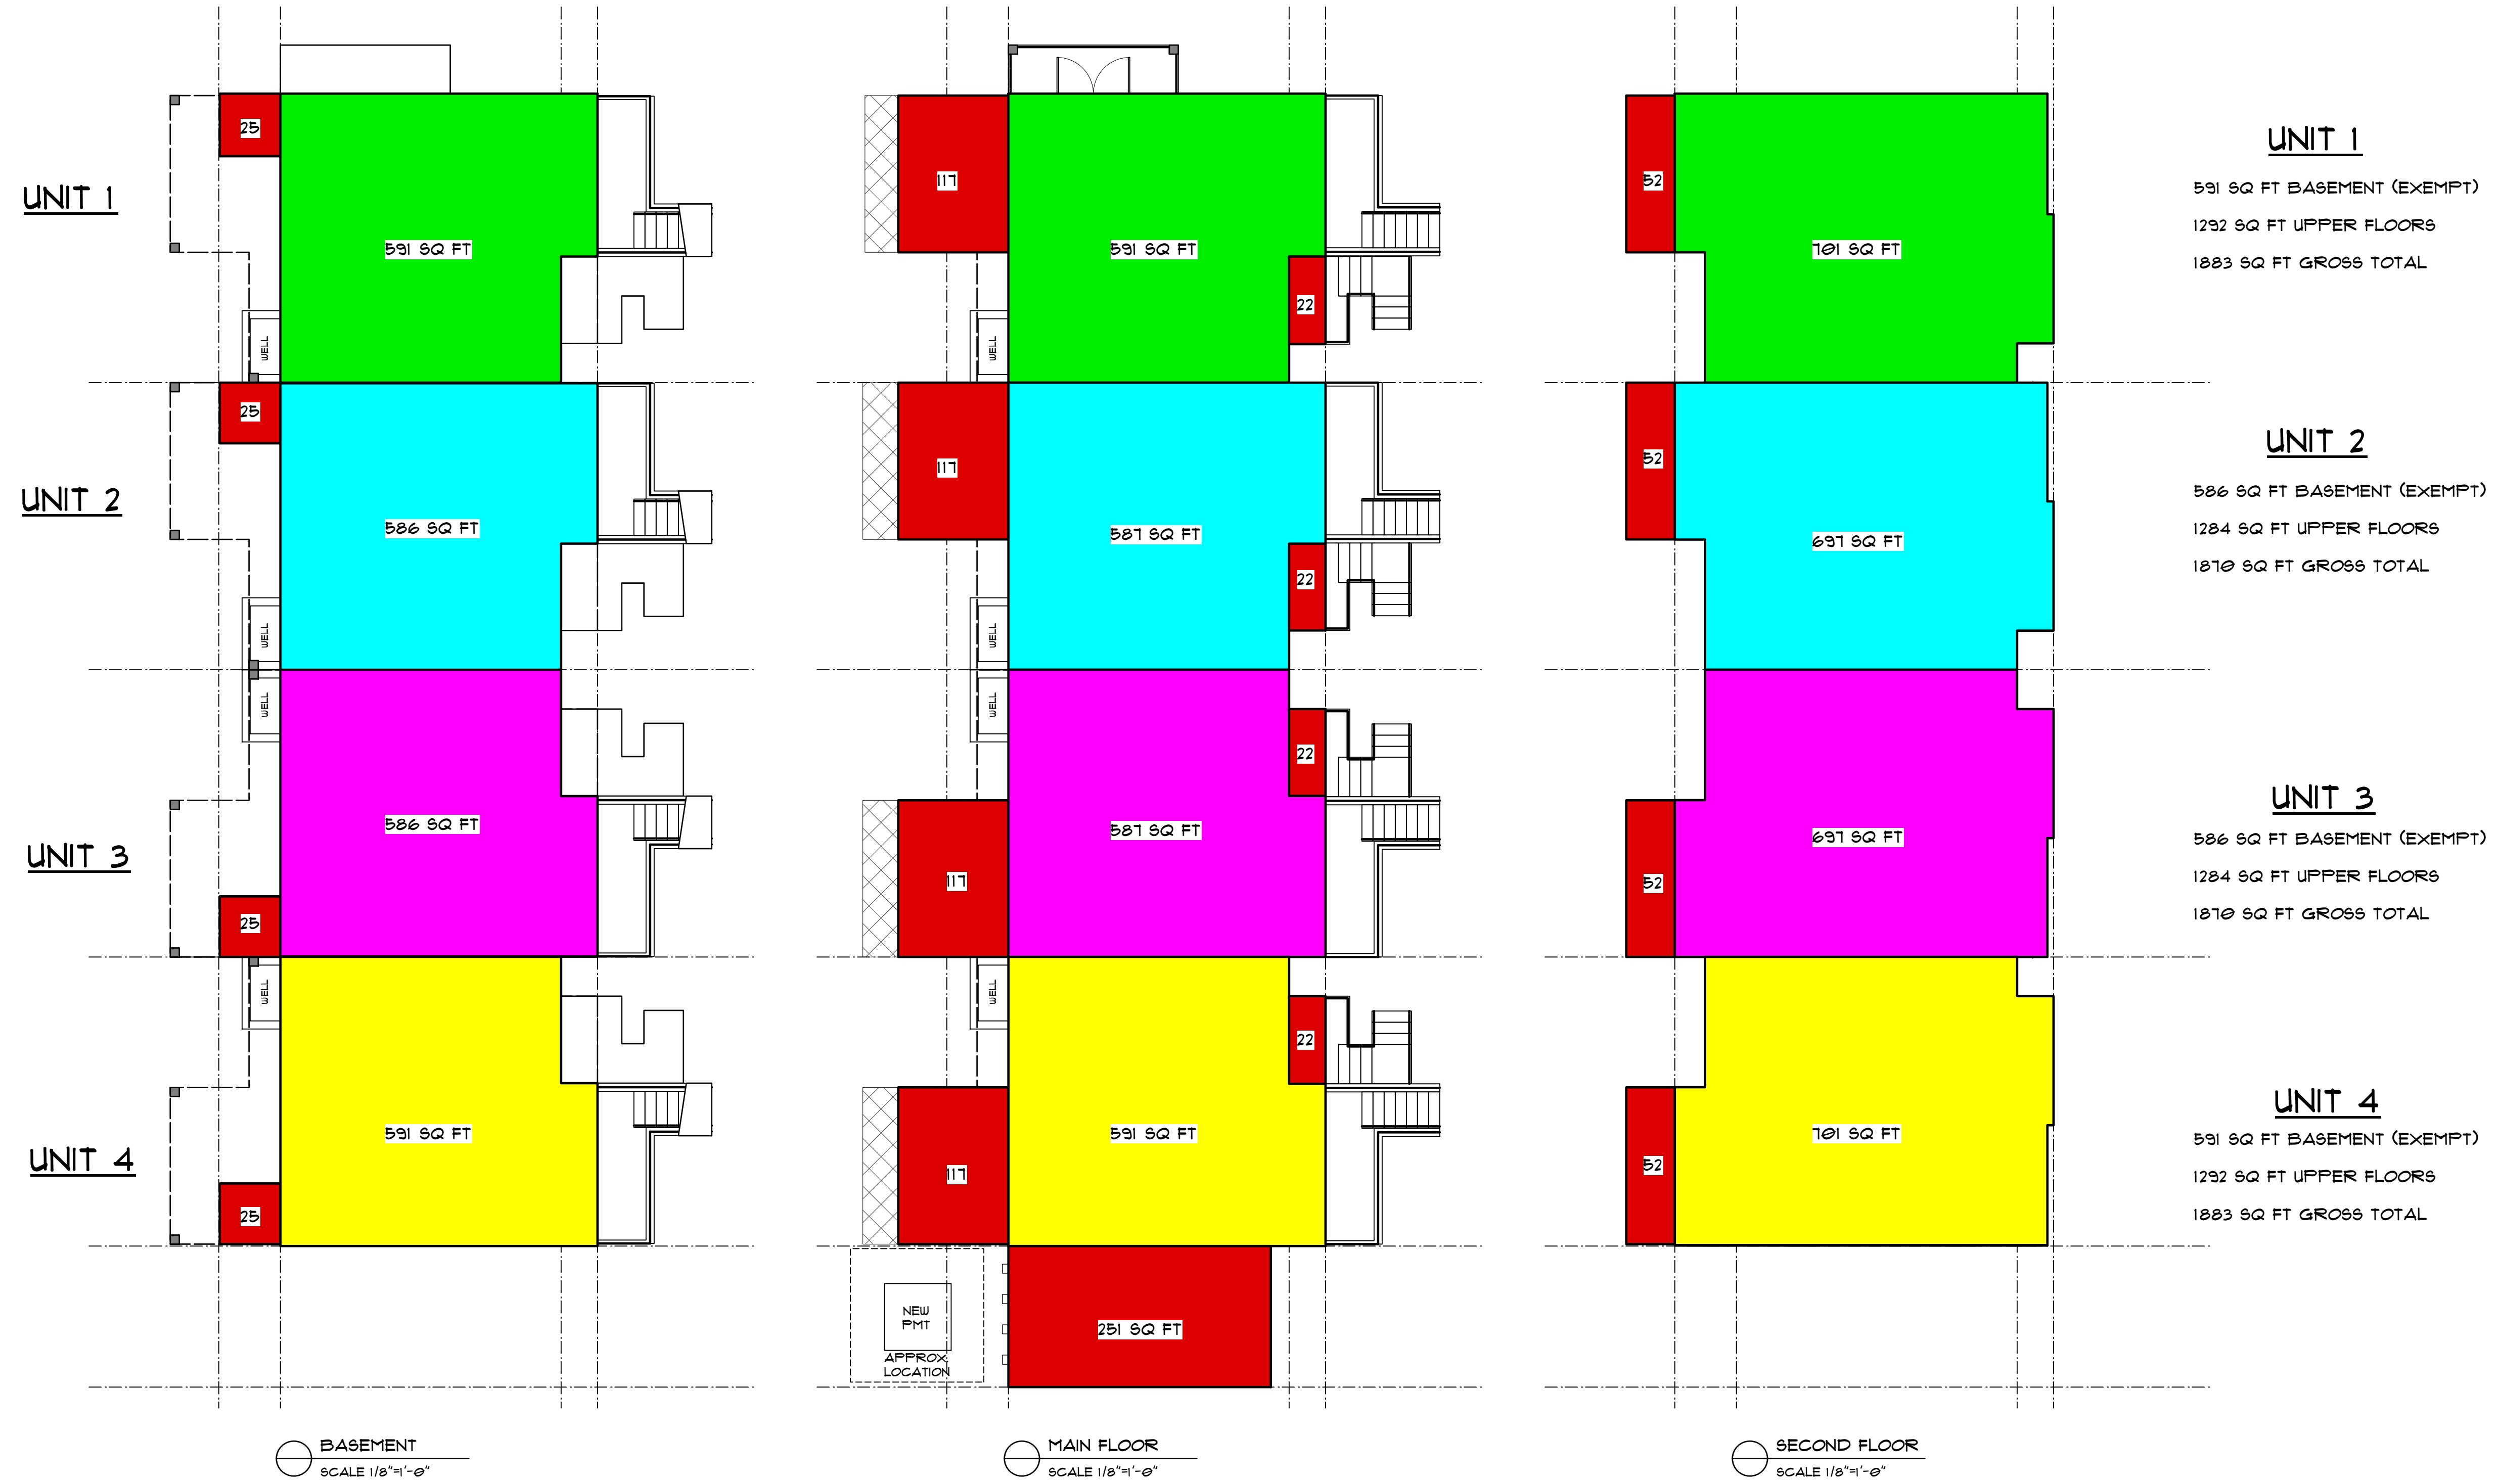 UNIT 1
25
591 SQ FT
WELL
UNIT 2
25
586 SQ FT
WELL
WELL
UNIT 3
586 SQ FT
25
WELL
UNIT 4
591 SQ FT
25
BASEMENT
SCALE 1/8"=1'-0"
117
591 SQ FT
22
WELL
117
587 SQ FT
22
WELL
WELL
22
587 SQ FT
117
WELL
22
591 SQ FT
117
NEW
PMT
APPROX.
LOCATION
251 SQ FT
MAIN FLOOR
SCALE 1/8"=1'-0"
52
701 SQ FT
52
697 SQ FT
697 SQ FT
52
701 SQ FT
52
SECOND FLOOR
SCALE 1/8"=1'-0"
UNIT 1
591 SQ FT BASEMENT (EXEMPT)
1292 SQ FT UPPER FLOORS
1883 SQ FT GROSS TOTAL
UNIT 2
586 SQ FT BASEMENT (EXEMPT)
1284 SQ FT UPPER FLOORS
1870 SQ FT GROSS TOTAL
UNIT 3
586 SQ FT BASEMENT (EXEMPT)
1284 SQ FT UPPER FLOORS
1870 SQ FT GROSS TOTAL
UNIT 4
591 SQ FT BASEMENT (EXEMPT)
1292 SQ FT UPPER FLOORS
1883 SQ FT GROSS TOTAL